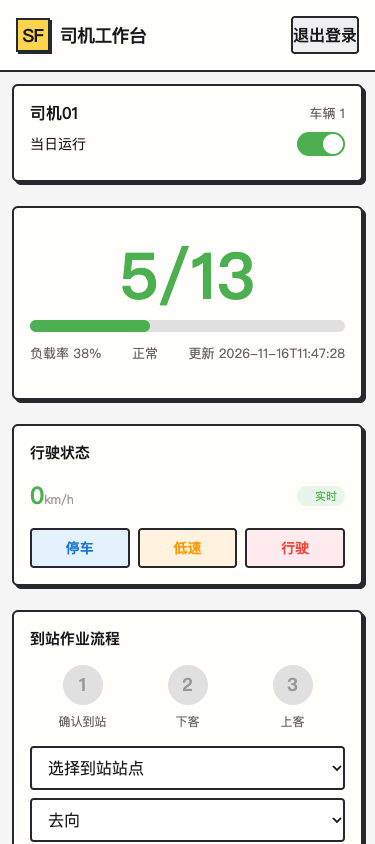 SF 司机工作台 退出登录
司机01 车辆 1
当日运行
5/13
负载率 38% 正常 更新 2026-11-16T11:47:28
行驶状态
0km/h 实时
停车 低速 行驶
到站作业流程
1 2 3
确认到站 下客 上客
选择到站站点
去向